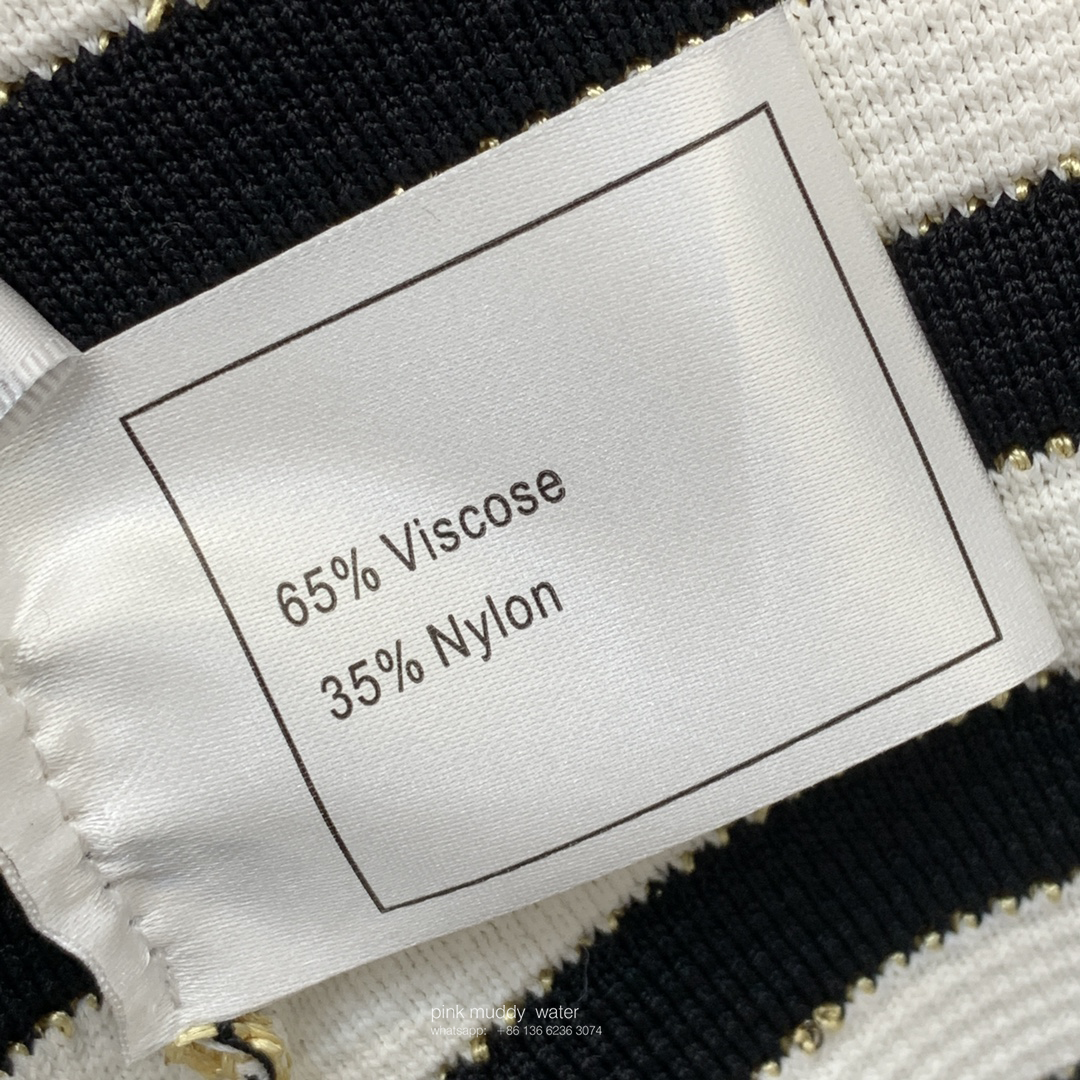 65% Viscose
35% Nylon
pink muddy water
whatsapp: +86 136 6236 3074